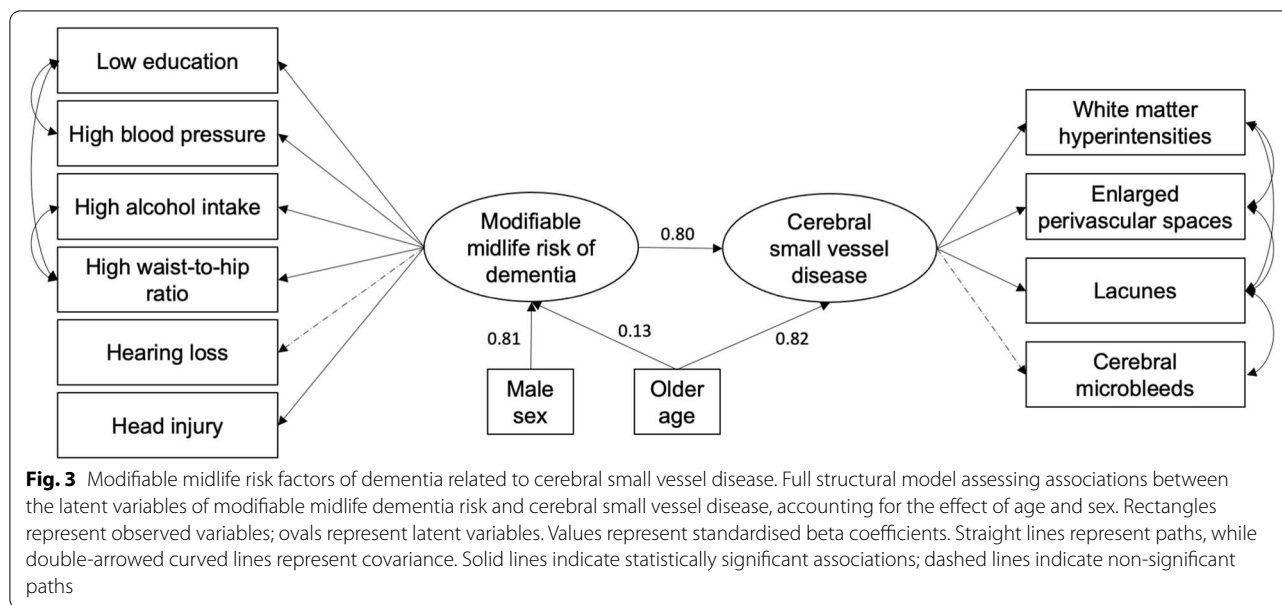 Low education
High blood pressure
High alcohol intake
High waist-to-hip
ratio
Hearing loss
Head injury
Modifiable
midlife risk of
dementia
0.80
Cerebral
small vessel
disease
0.81
0.13
0.82
Male
sex
Older
age
White matter
hyperintensities
Enlarged
perivascular spaces
Lacunes
Cerebral
microbleeds
Fig. 3 Modifiable midlife risk factors of dementia related to cerebral small vessel disease. Full structural model assessing associations between
the latent variables of modifiable midlife dementia risk and cerebral small vessel disease, accounting for the effect of age and sex. Rectangles
represent observed variables; ovals represent latent variables. Values represent standardised beta coefficients. Straight lines represent paths, while
double-arrowed curved lines represent covariance. Solid lines indicate statistically significant associations; dashed lines indicate non-significant
paths